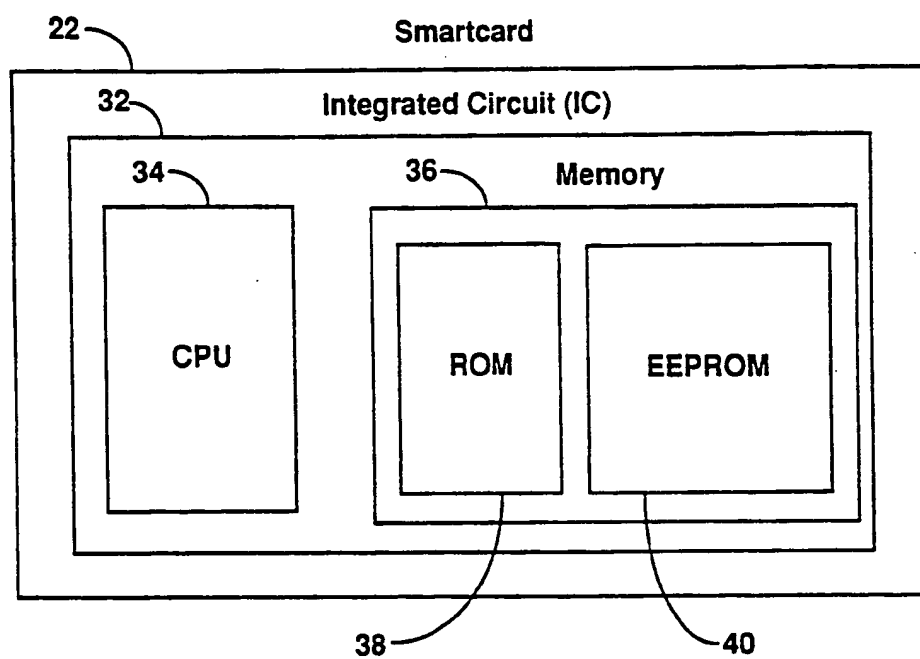 22
Smartcard
Integrated Circuit (IC)
32
34
36
Memory
CPU
ROM
EEPROM
38
40